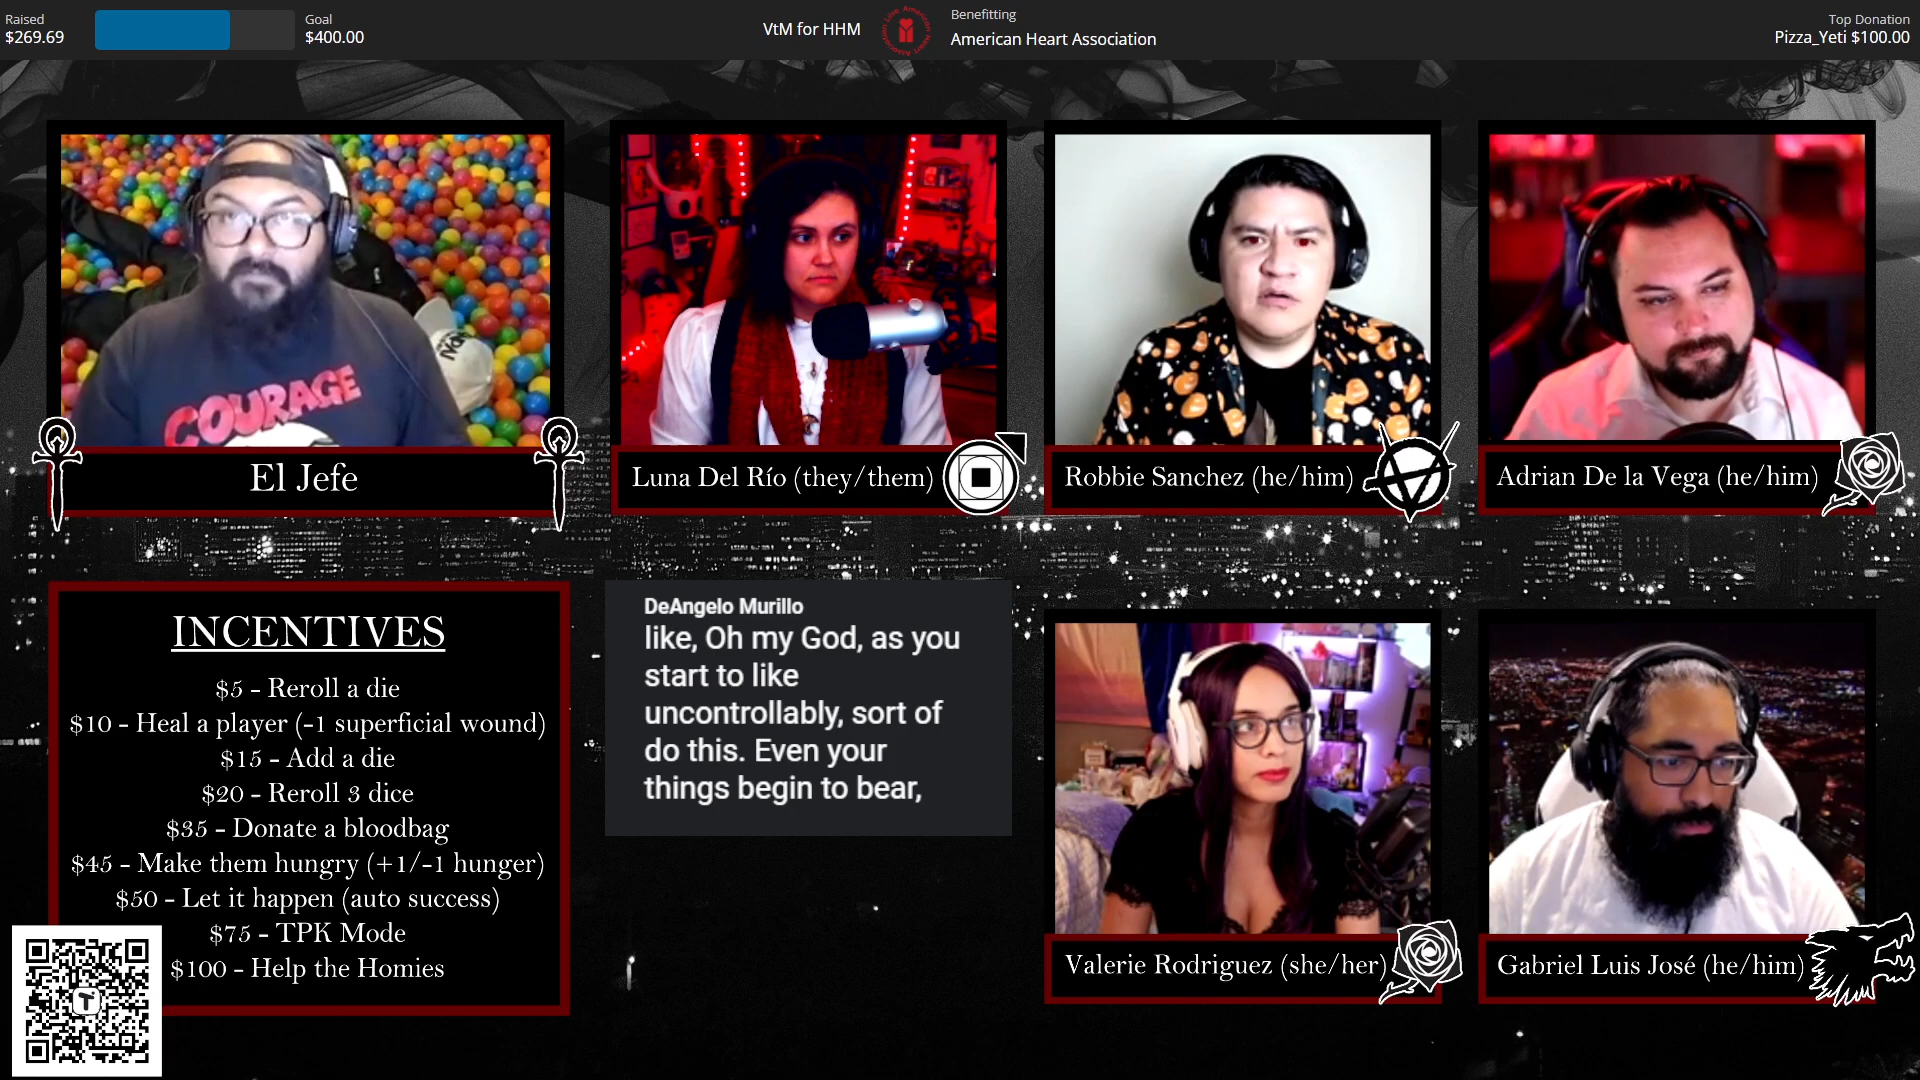 Raised
$269.69
Goal
$400.00
VtM for HHM
Benefitting
American Heart Association
Top Donation
Pizza_Yeti $100.00
COURAGE
El Jefe
Luna Del Río (they/them)
Robbie Sanchez (he/him)
Adrian De la Vega (he/him)
INCENTIVES
$5 - Reroll a die
$10 - Heal a player (-1 superficial wound)
$15 - Add a die
$20 - Reroll 3 dice
$35 - Donate a bloodbag
$45 - Make them hungry (+1/-1 hunger)
$50 - Let it happen (auto success)
$75 - TPK Mode
$100 - Help the Homies
T
DeAngelo Murillo
like, Oh my God, as you
start to like
uncontrollably, sort of
do this. Even your
things begin to bear,
Valerie Rodriguez (she/her)
Gabriel Luis José (he/him)